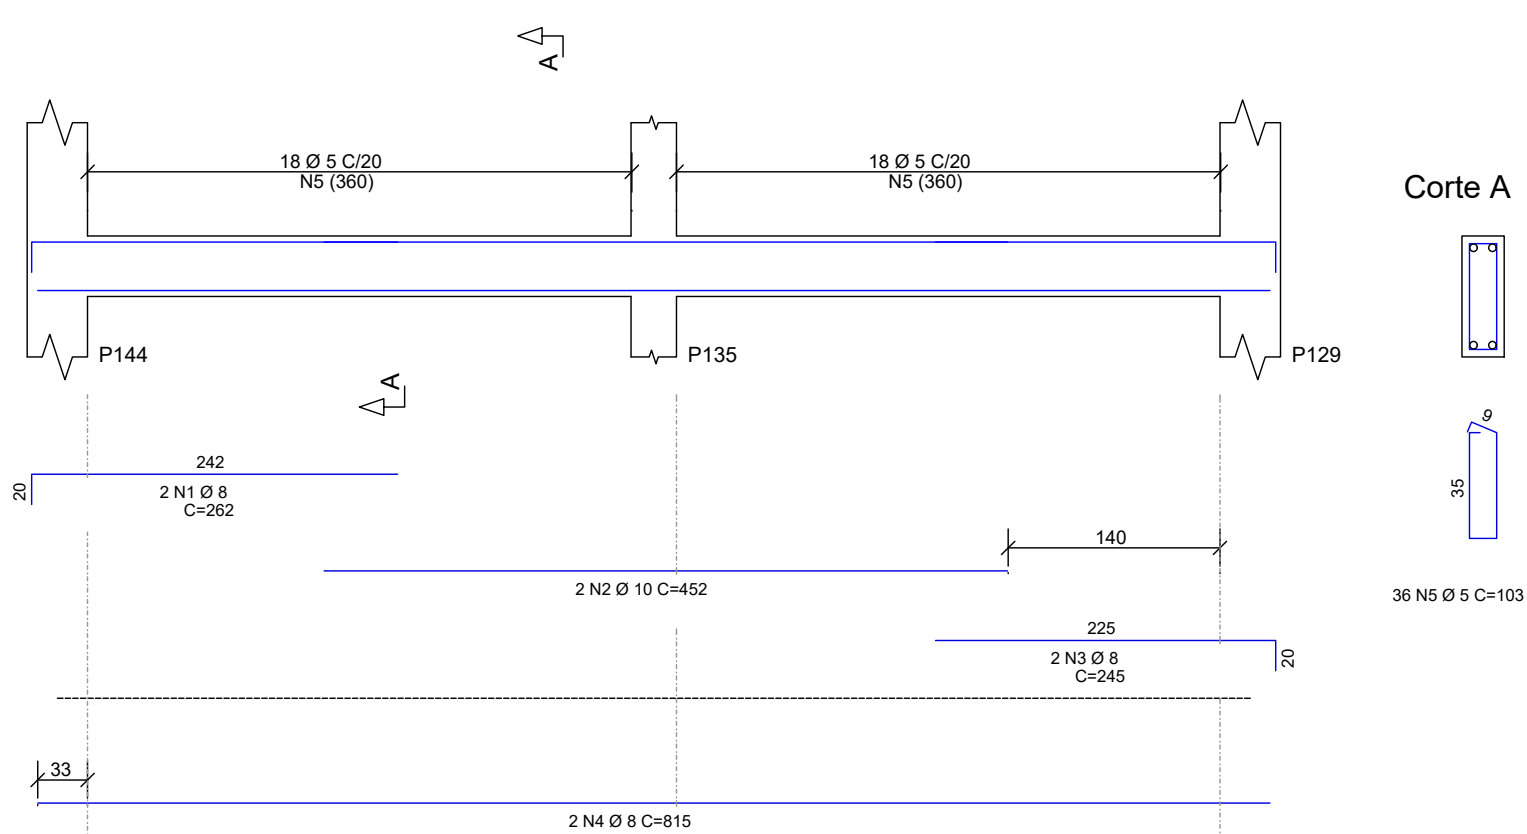 A
18 Ø 5 C/20
N5 (360)
18 Ø 5 C/20
N5 (360)
Corte A
P144
P135
P129
A
9
35
36 N5 Ø 5 C=103
242
20
2 N1 Ø 8
C=262
140
2 N2 Ø 10 C=452
225
20
2 N3 Ø 8
C=245
33
2 N4 Ø 8 C=815